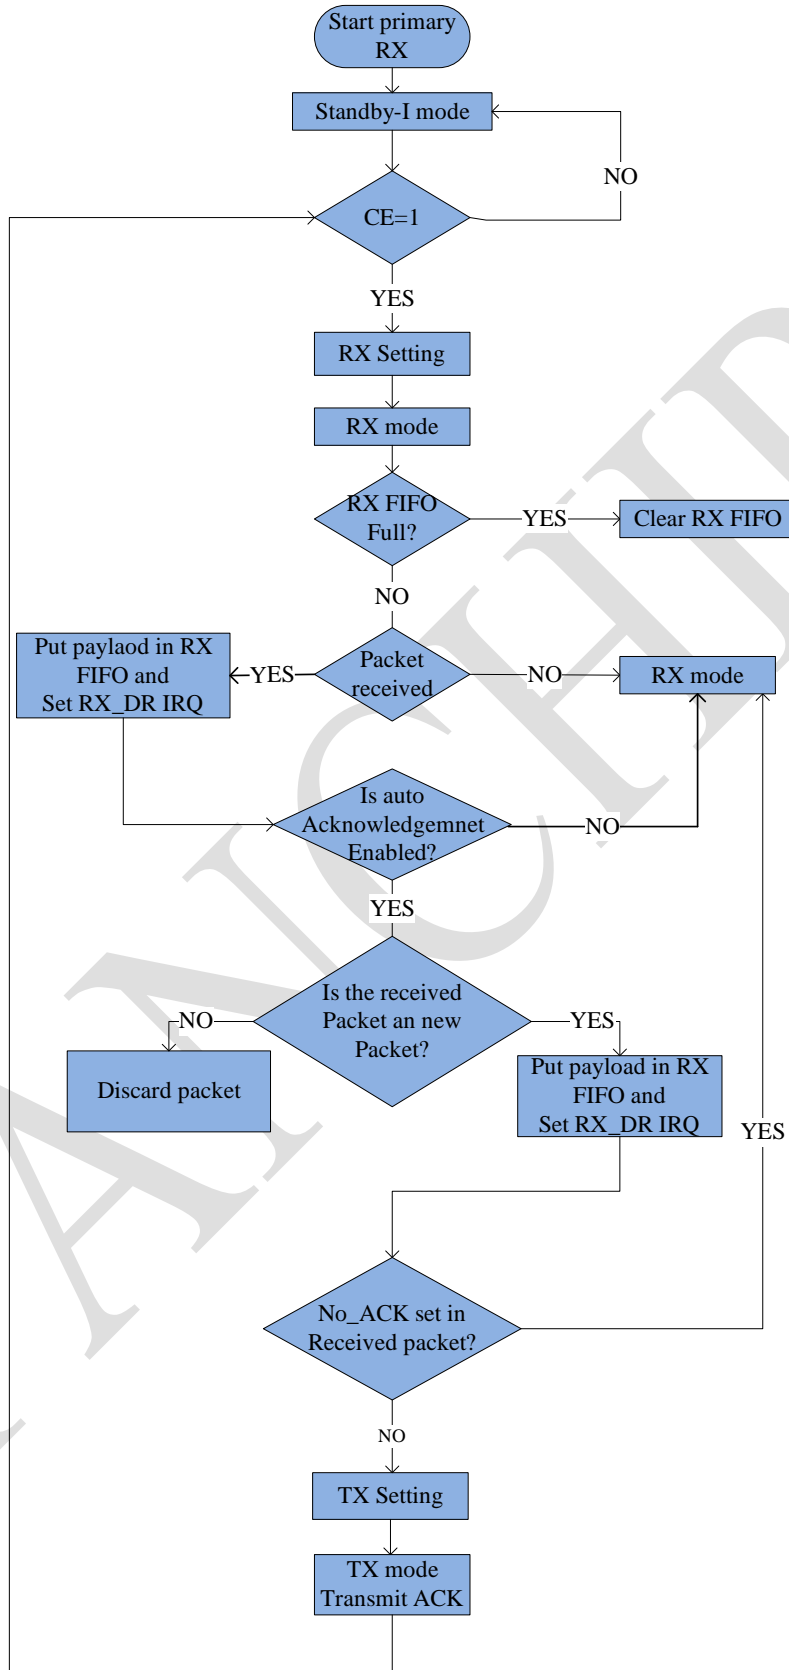 Start primary
RX
Standby-I mode
NO
CE=1
YES
RX Setting
RX mode
RX FIFO
Full?
YES
Clear RX FIFO
NO
Put paylaod in RX
FIFO and
Set RX_DR IRQ
YES
Packet
received
NO
RX mode
Is auto
Acknowledgemnet
Enabled?
NO
YES
Is the received
Packet an new
Packet?
NO
YES
Discard packet
Put payload in RX
FIFO and
Set RX_DR IRQ
YES
No_ACK set in
Received packet?
NO
TX Setting
TX mode
Transmit ACK